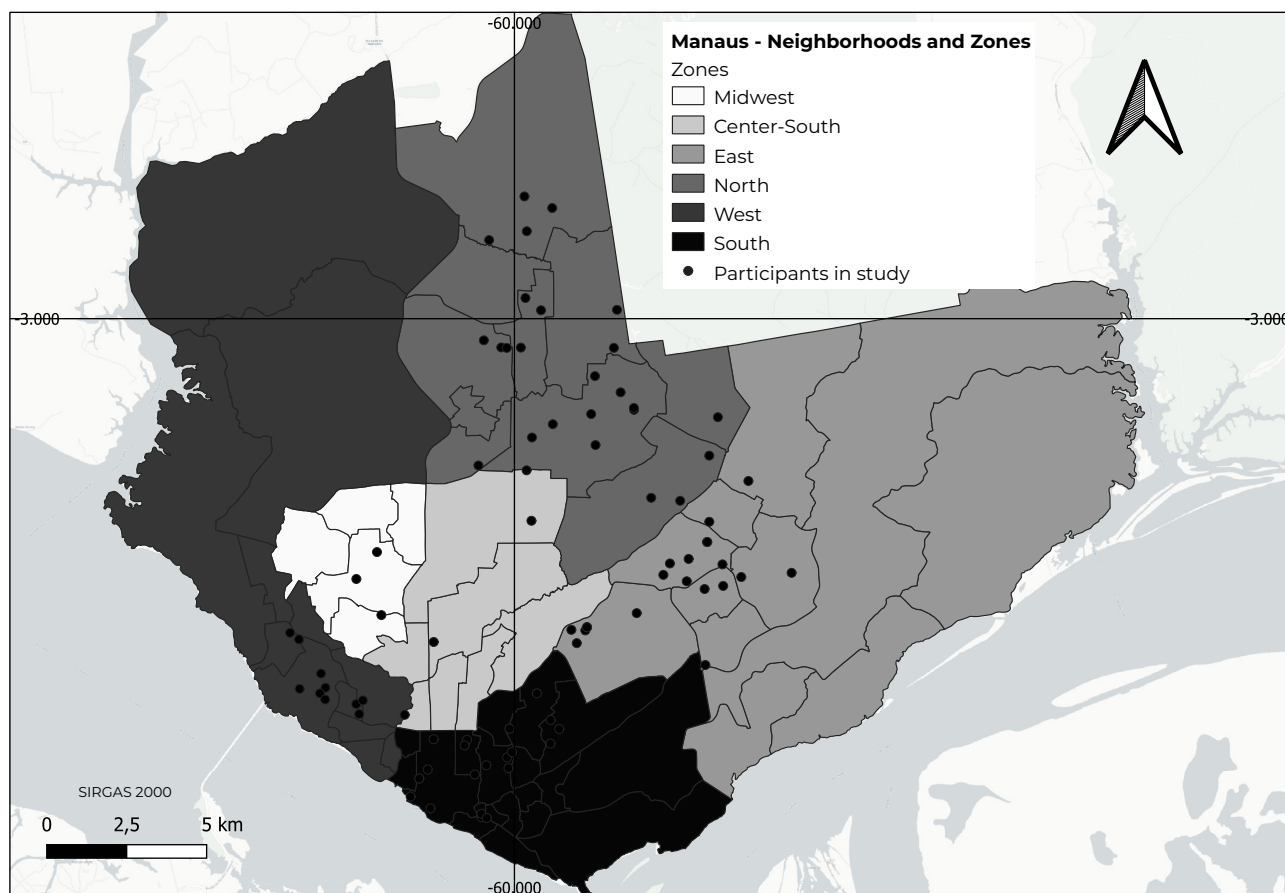 -60.000
Manaus - Neighborhoods and Zones
Zones
Midwest
Center-South
East
North
West
South
Participants in study
-3.000
-3.000
SIRGAS 2000
0 2,5 5 km
-60.000